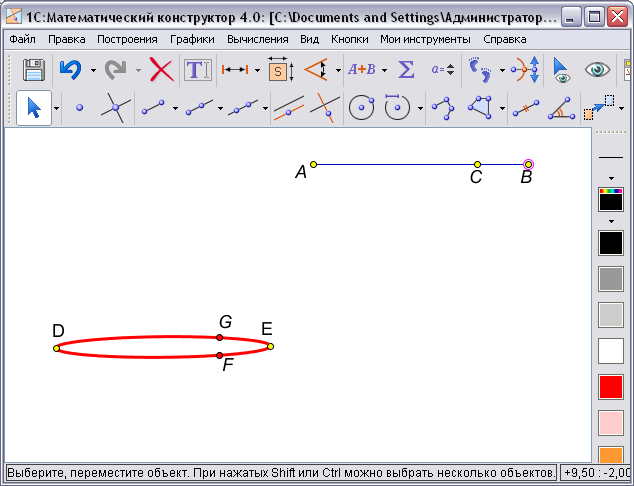 1С:Математический конструктор 4.0: [C:\Documents and Settings\Администратор...
Файл Правка Построения Графики Вычисления Вид Кнопки Мои инструменты Справка
T S A+B Σ a=
A C B
D G E
F
Выберите, переместите объект. При нажатых Shift или Ctrl можно выбрать несколько объектов. +9,50 : -2,00